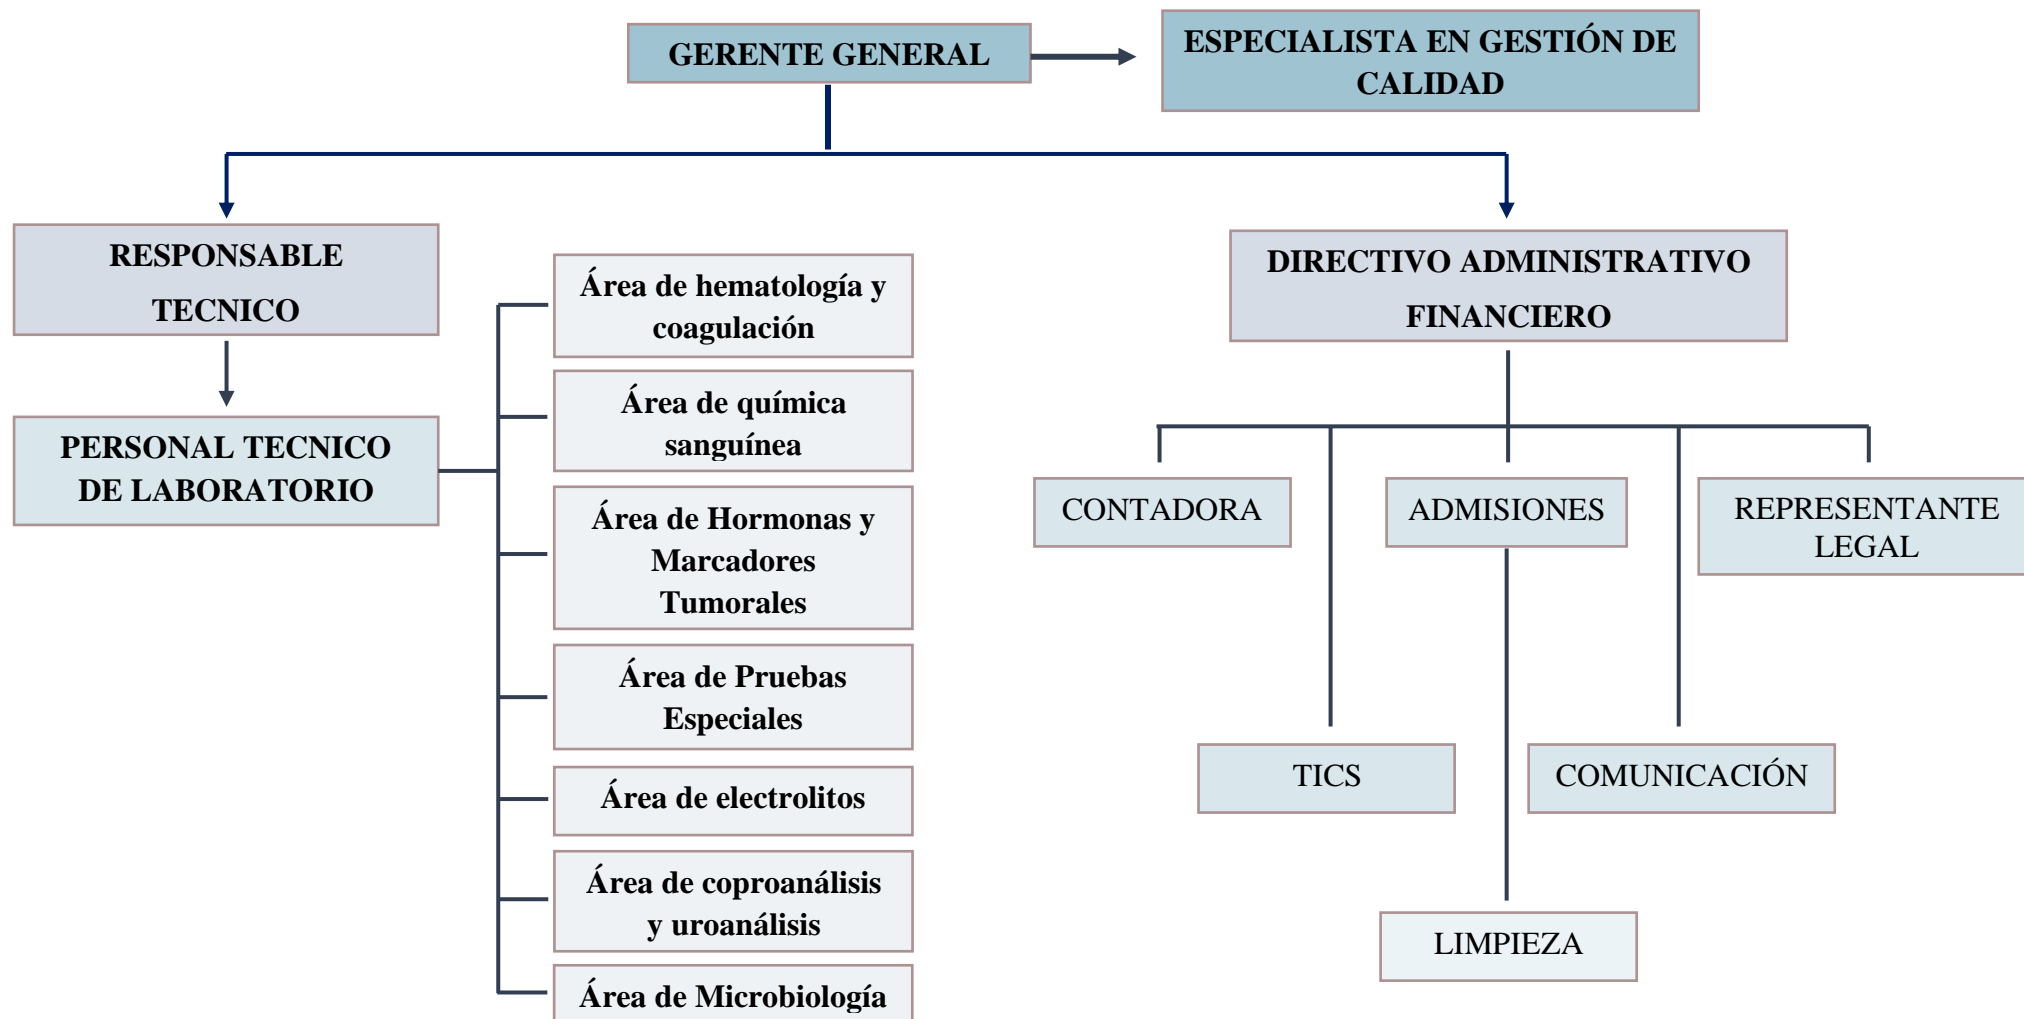 GERENTE GENERAL
ESPECIALISTA EN GESTIÓN DE
CALIDAD
RESPONSABLE
TECNICO
PERSONAL TECNICO
DE LABORATORIO
Área de hematología y
coagulación
Área de química
sanguínea
Área de Hormonas y
Marcadores
Tumorales
Área de Pruebas
Especiales
Área de electrolitos
Área de coproanálisis
y uroanálisis
Área de Microbiología
DIRECTIVO ADMINISTRATIVO
FINANCIERO
CONTADORA
ADMISIONES
REPRESENTANTE
LEGAL
TICS
COMUNICACIÓN
LIMPIEZA